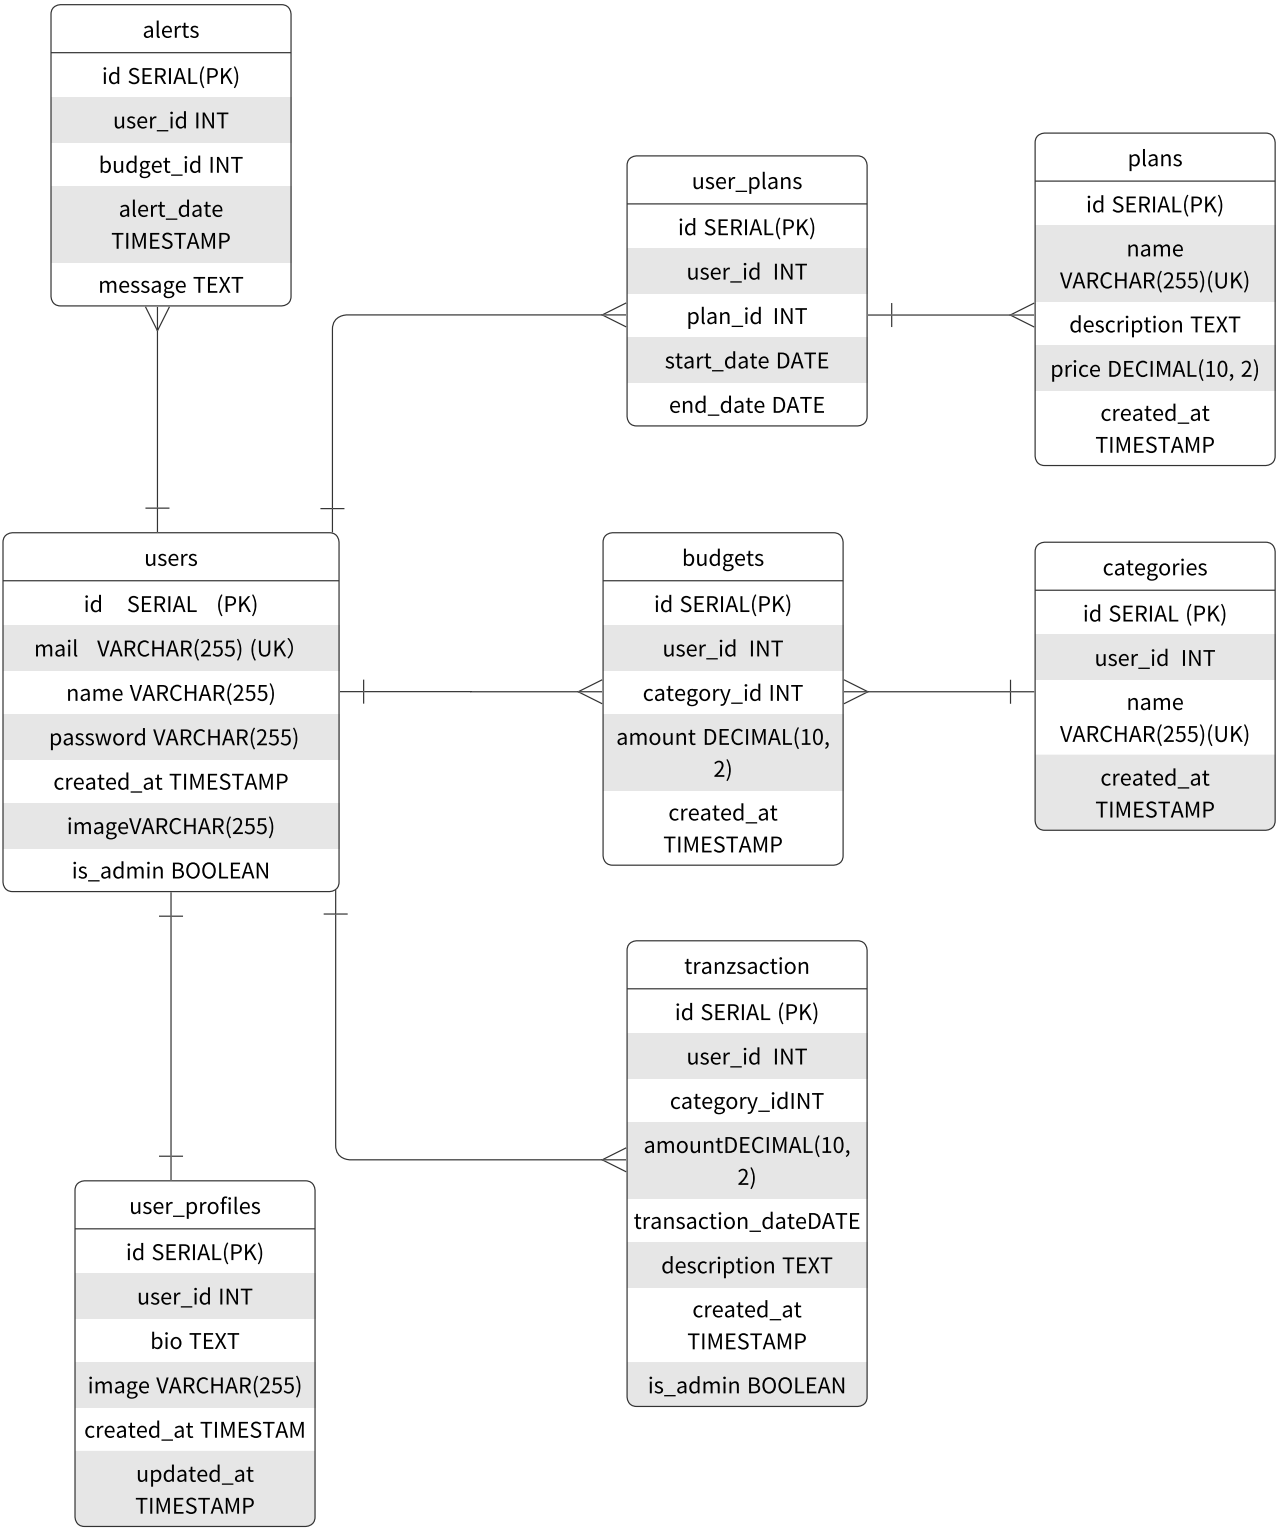 alerts
id SERIAL(PK)
user_id INT
budget_id INT
alert_date
TIMESTAMP
message TEXT
user_plans
id SERIAL(PK)
user_id  INT
plan_id  INT
start_date DATE
end_date DATE
plans
id SERIAL(PK)
name
VARCHAR(255)(UK)
description TEXT
price DECIMAL(10, 2)
created_at
TIMESTAMP
users
id    SERIAL   (PK)
mail   VARCHAR(255) (UK）
name VARCHAR(255)
password VARCHAR(255)
created_at TIMESTAMP
imageVARCHAR(255)
is_admin BOOLEAN
budgets
id SERIAL(PK)
user_id  INT
category_id INT
amount DECIMAL(10,
2)
created_at
TIMESTAMP
categories
id SERIAL (PK)
user_id  INT
name
VARCHAR(255)(UK)
created_at
TIMESTAMP
tranzsaction
id SERIAL (PK)
user_id  INT
category_idINT
amountDECIMAL(10,
2)
transaction_dateDATE
description TEXT
created_at
TIMESTAMP
is_admin BOOLEAN
user_profiles
id SERIAL(PK)
user_id INT
bio TEXT
image VARCHAR(255)
created_at TIMESTAM
updated_at
TIMESTAMP